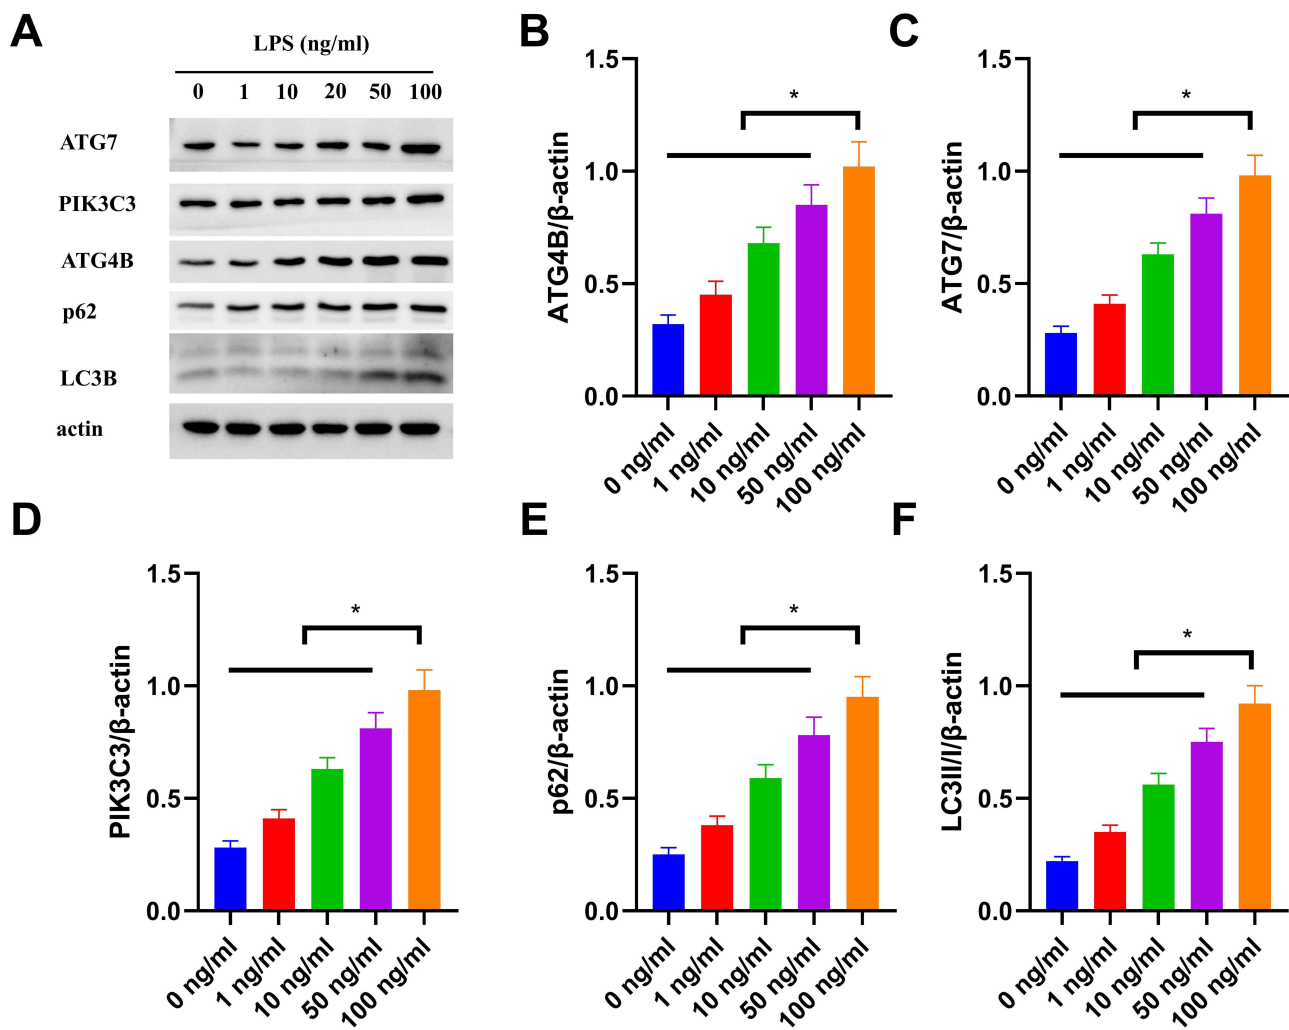 A
LPS (ng/ml)
0 1 10 20 50 100
ATG7
PIK3C3
ATG4B
p62
LC3B
actin
B
ATG4B/β-actin
1.5
1.0
0.5
0.0
*
0 ng/ml
1 ng/ml
10 ng/ml
50 ng/ml
100 ng/ml
C
ATG7/β-actin
1.5
1.0
0.5
0.0
*
0 ng/ml
1 ng/ml
10 ng/ml
50 ng/ml
100 ng/ml
D
PIK3C3/β-actin
1.5
1.0
0.5
0.0
*
0 ng/ml
1 ng/ml
10 ng/ml
50 ng/ml
100 ng/ml
E
p62/β-actin
1.5
1.0
0.5
0.0
*
0 ng/ml
1 ng/ml
10 ng/ml
50 ng/ml
100 ng/ml
F
LC3II/I/β-actin
1.5
1.0
0.5
0.0
*
0 ng/ml
1 ng/ml
10 ng/ml
50 ng/ml
100 ng/ml